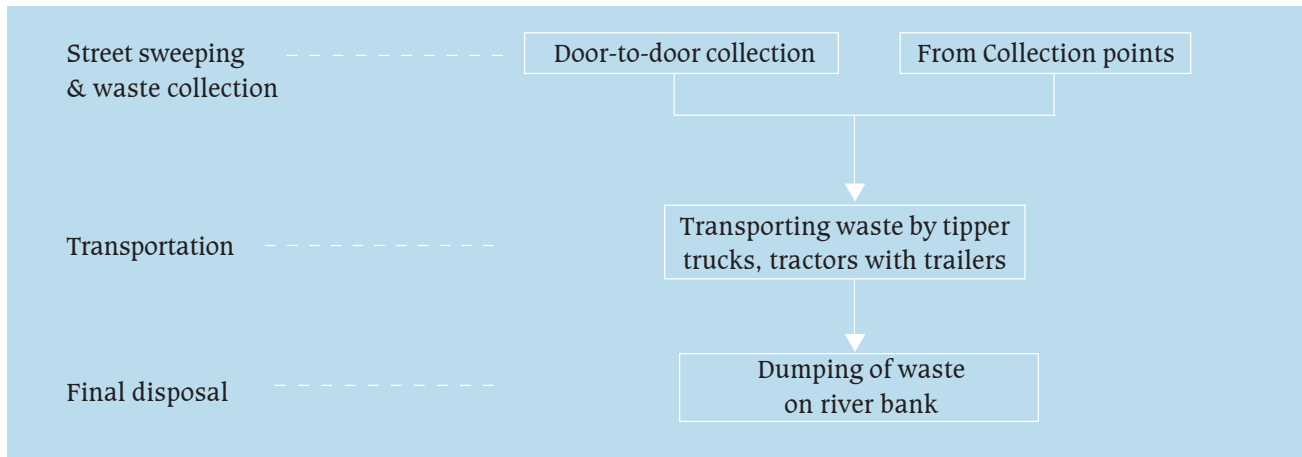 Street sweeping
& waste collection
Door-to-door collection
From Collection points
Transportation
Transporting waste by tipper
trucks, tractors with trailers
Final disposal
Dumping of waste
on river bank